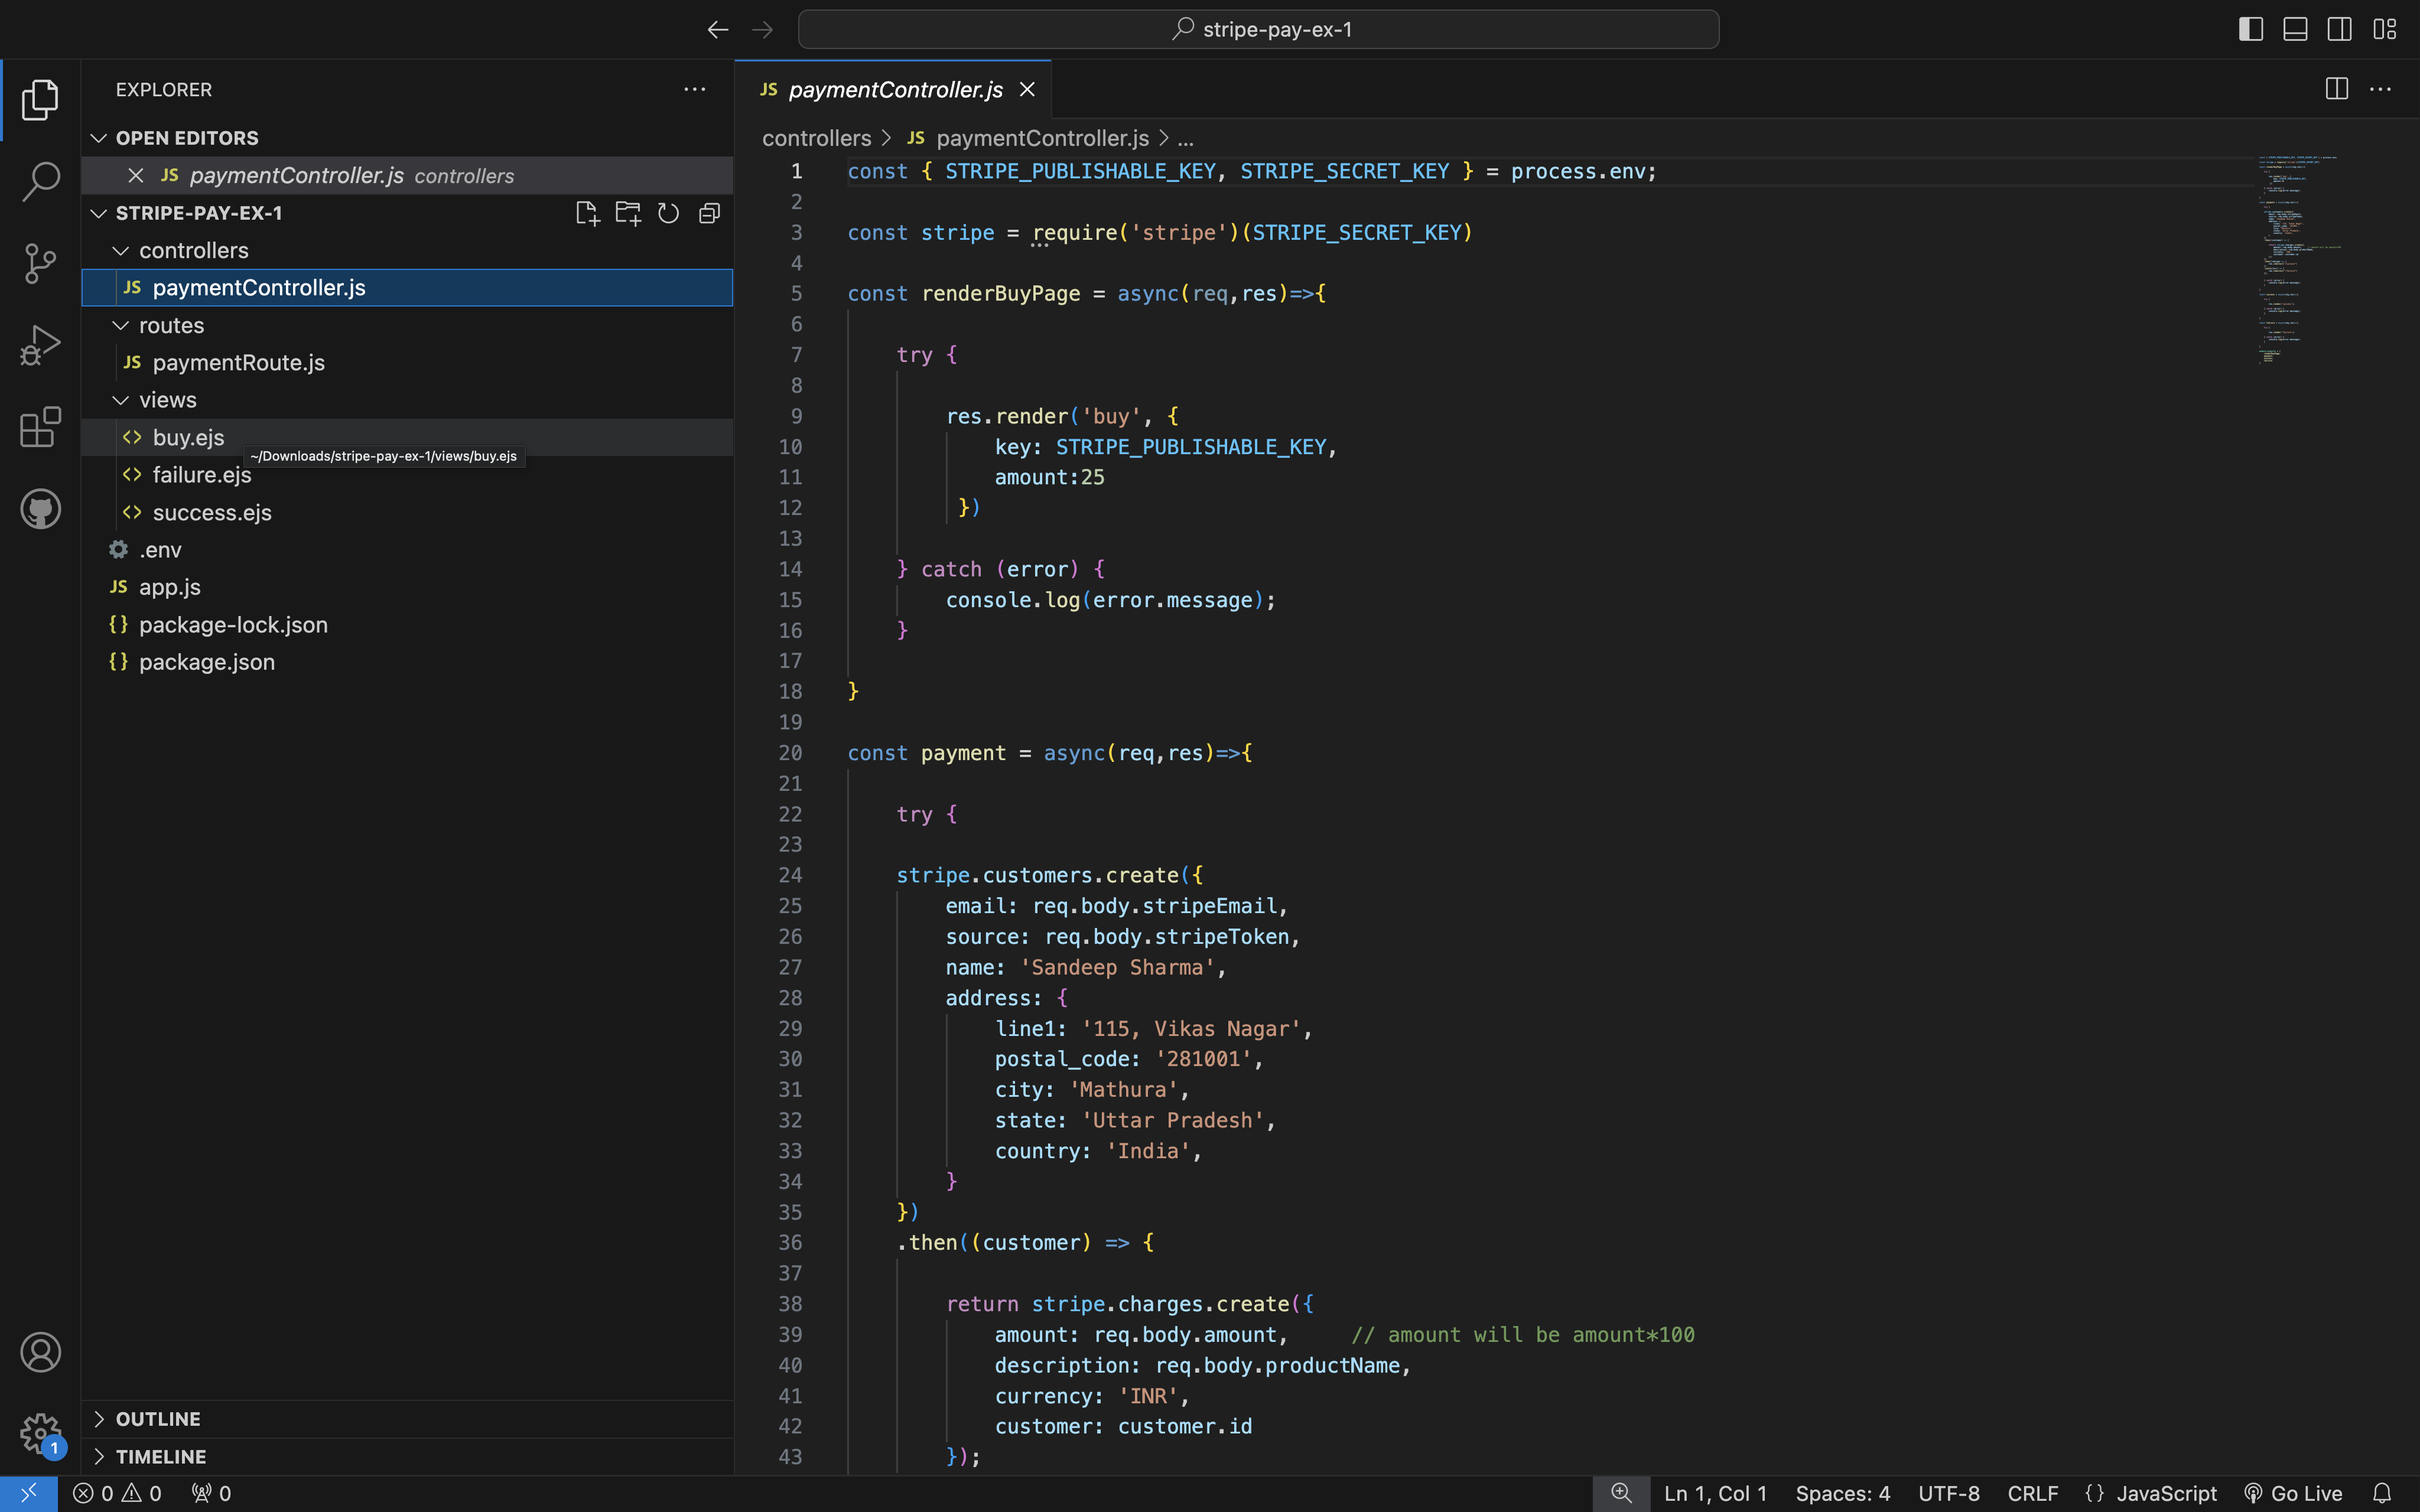 stripe-pay-ex-1
EXPLORER
OPEN EDITORS
JS paymentController.js controllers
STRIPE-PAY-EX-1
controllers
JS paymentController.js
routes
JS paymentRoute.js
views
<> buy.ejs
~/Downloads/stripe-pay-ex-1/views/buy.ejs
<> failure.ejs
<> success.ejs
.env
JS app.js
{} package-lock.json
{} package.json
OUTLINE
TIMELINE
JS paymentController.js
controllers > JS paymentController.js > ...
1 const { STRIPE_PUBLISHABLE_KEY, STRIPE_SECRET_KEY } = process.env;
2
3 const stripe = require('stripe')(STRIPE_SECRET_KEY)
4
5 const renderBuyPage = async(req,res)=>{
6
7 try {
8
9 res.render('buy', {
10 key: STRIPE_PUBLISHABLE_KEY,
11 amount:25
12 })
13
14 } catch (error) {
15 console.log(error.message);
16 }
17
18 }
19
20 const payment = async(req,res)=>{
21
22 try {
23
24 stripe.customers.create({
25 email: req.body.stripeEmail,
26 source: req.body.stripeToken,
27 name: 'Sandeep Sharma',
28 address: {
29 line1: '115, Vikas Nagar',
30 postal_code: '281001',
31 city: 'Mathura',
32 state: 'Uttar Pradesh',
33 country: 'India',
34 }
35 })
36 .then((customer) => {
37
38 return stripe.charges.create({
39 amount: req.body.amount, // amount will be amount*100
40 description: req.body.productName,
41 currency: 'INR',
42 customer: customer.id
43 });
1
0 0 0
Ln 1, Col 1 Spaces: 4 UTF-8 CRLF {} JavaScript Go Live